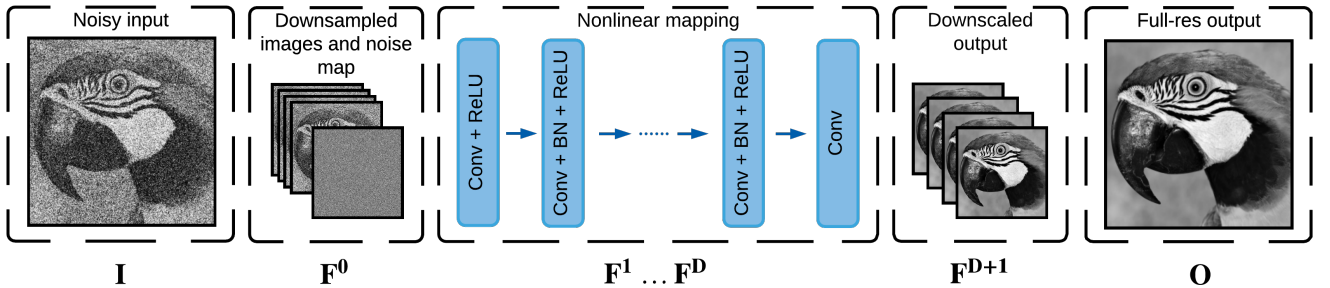 Noisy input
Downsampled
images and noise
map
Nonlinear mapping
Conv + ReLU
Conv + BN + ReLU
......
Conv + BN + ReLU
Conv
Downscaled
output
Full-res output
I
F⁰
F¹ … Fᴰ
Fᴰ⁺¹
O